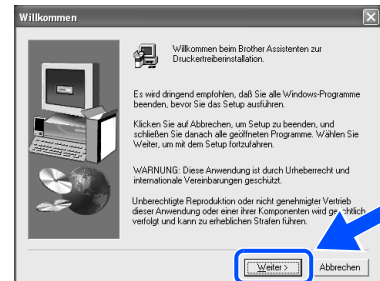 Willkommen
Willkommen beim Brother Assistenten zur
Druckertreiberinstallation.
Es wird dringend empfohlen, daß Sie alle Windows-Programme
beenden, bevor Sie das Setup ausführen.
Klicken Sie auf Abbrechen, um Setup zu beenden, und
schließen Sie danach alle geöffneten Programme. Wählen Sie
Weiter, um mit dem Setup fortzufahren.
WARNUNG: Diese Anwendung ist durch Urheberrecht und
internationale Vereinbarungen geschützt.
Unberechtigte Reproduktion oder nicht genehmigter Vertrieb
dieser Anwendung oder einer ihrer Komponenten wird gerichtlich
verfolgt und kann zu erheblichen Strafen führen.
Weiter > Abbrechen